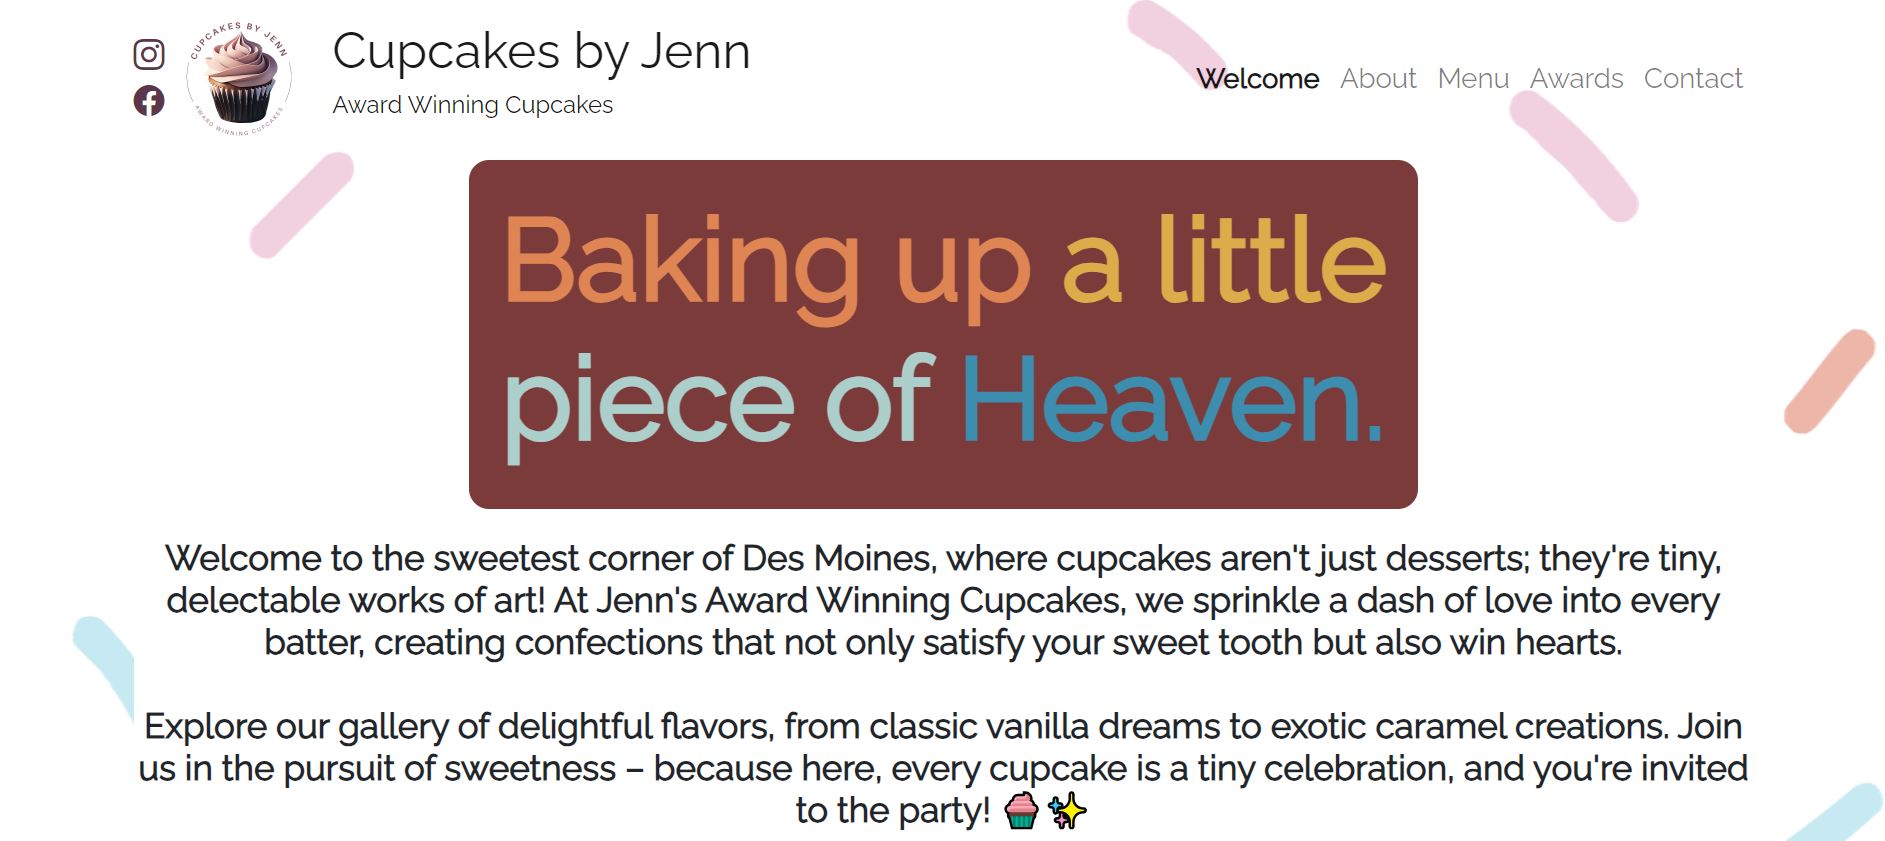 CUPCAKES BY JENN
AWARD WINNING CUPCAKES
Cupcakes by Jenn
Award Winning Cupcakes
Welcome About Menu Awards Contact
Baking up a little
piece of Heaven.
Welcome to the sweetest corner of Des Moines, where cupcakes aren't just desserts; they're tiny,
delectable works of art! At Jenn's Award Winning Cupcakes, we sprinkle a dash of love into every
batter, creating confections that not only satisfy your sweet tooth but also win hearts.
Explore our gallery of delightful flavors, from classic vanilla dreams to exotic caramel creations. Join
us in the pursuit of sweetness – because here, every cupcake is a tiny celebration, and you're invited
to the party! 🧁✨